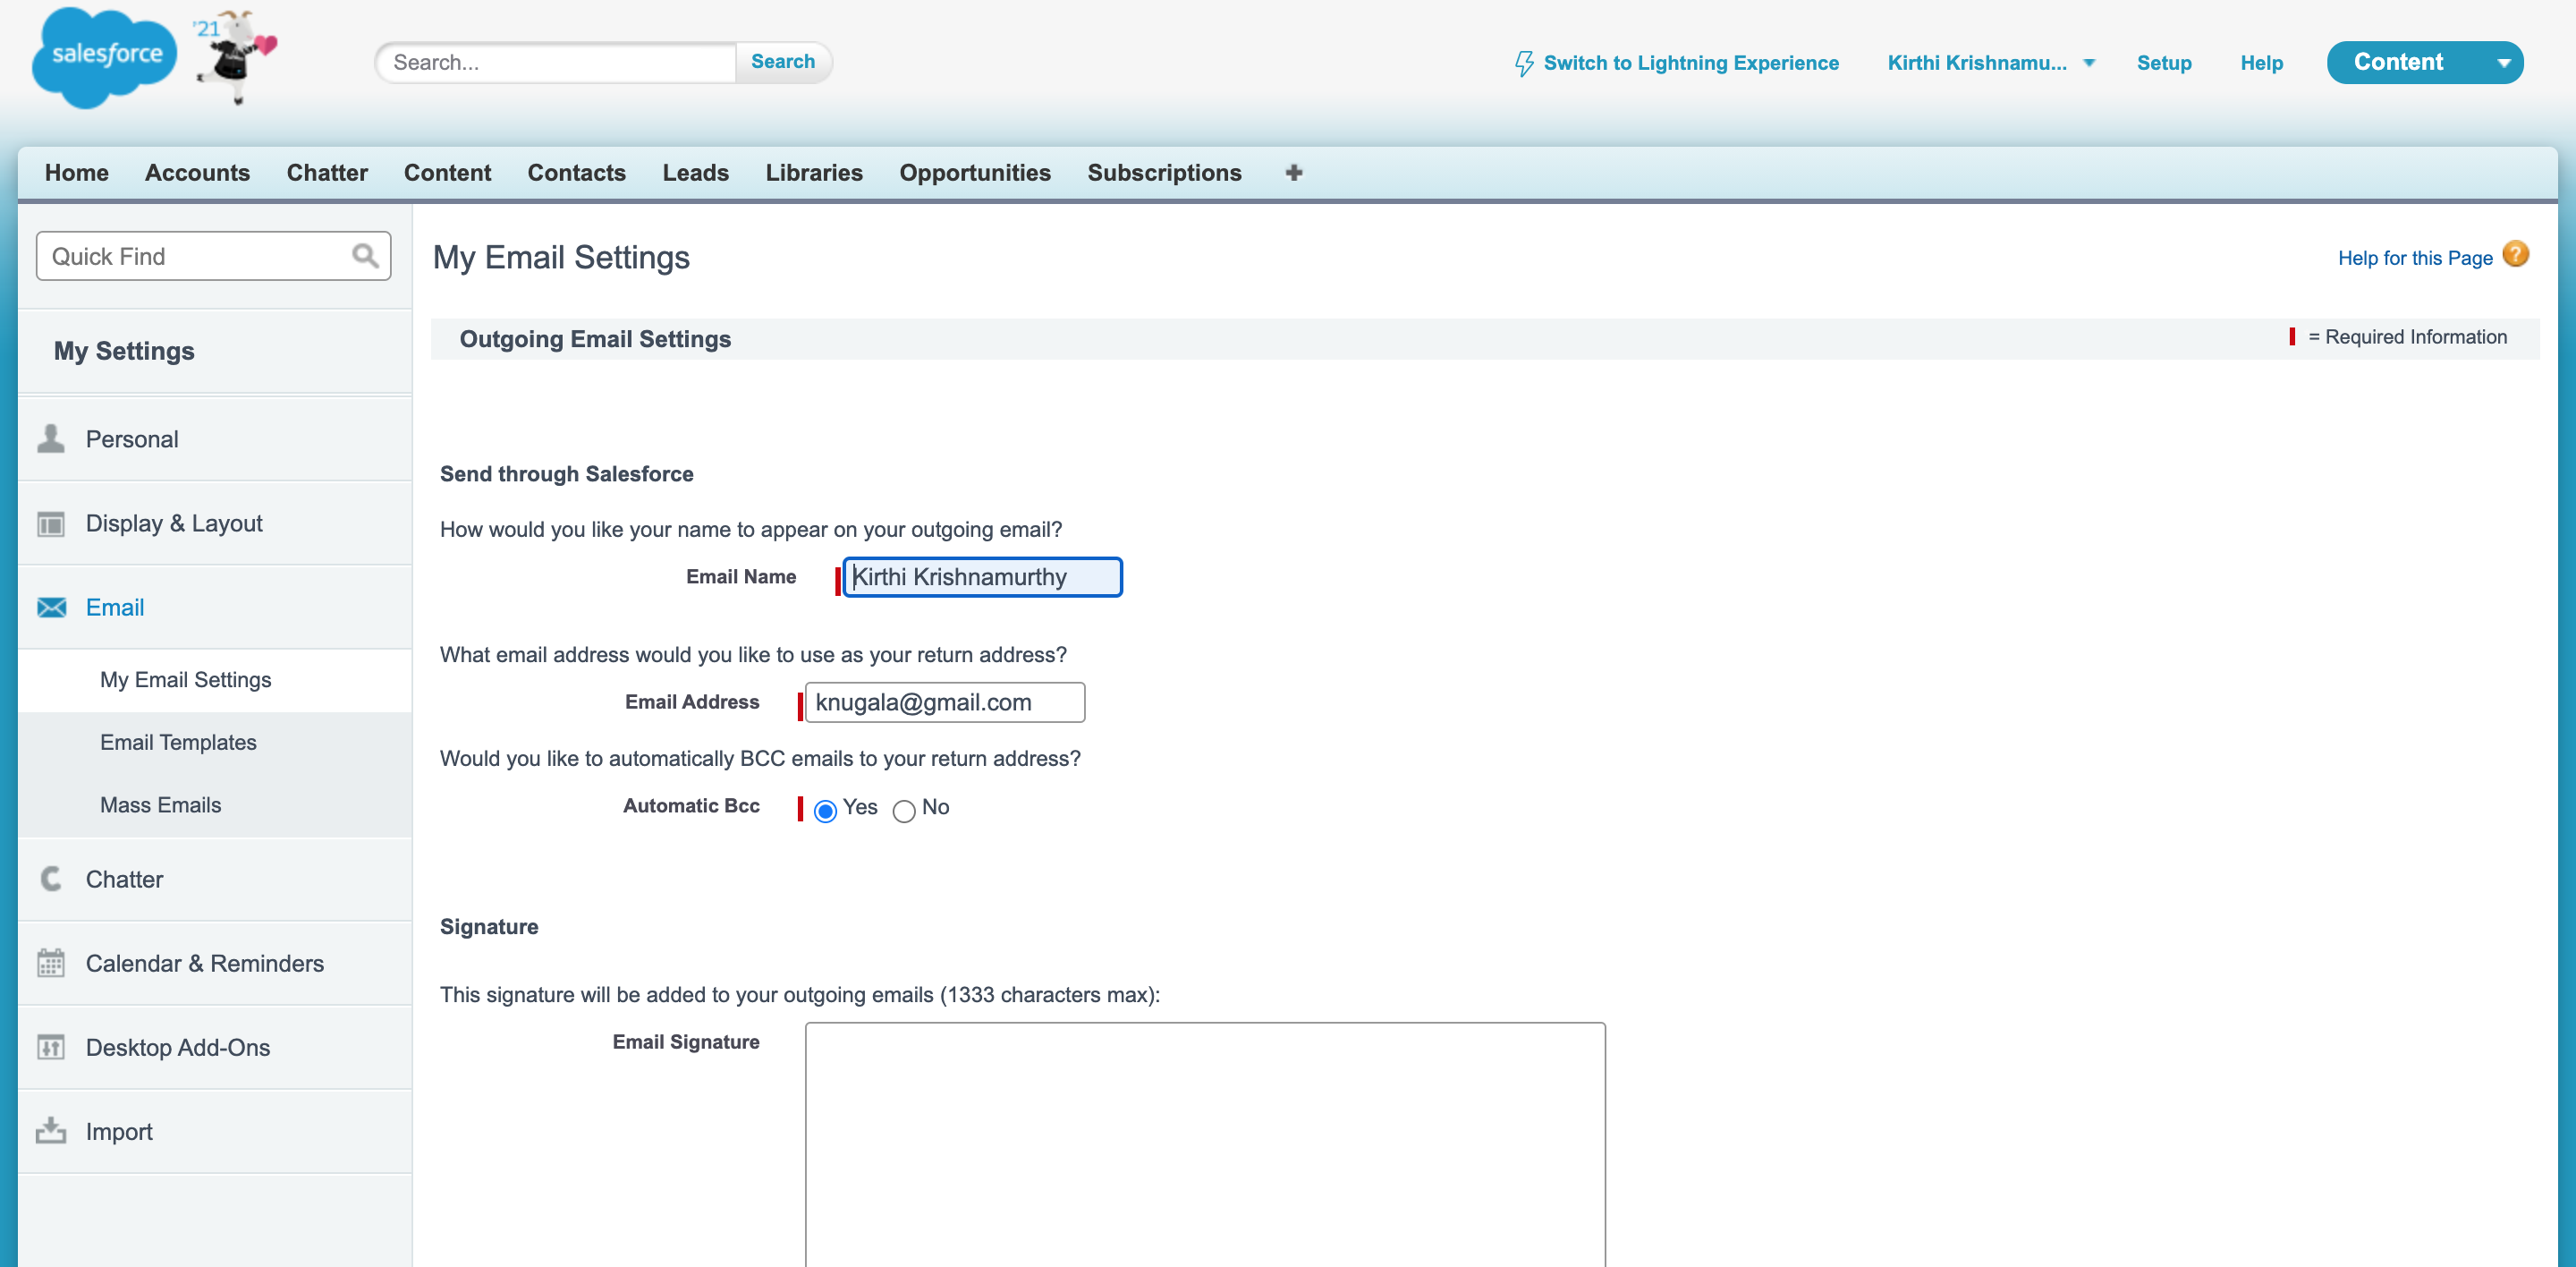 salesforce
'21
Search...
Search
Switch to Lightning Experience
Kirthi Krishnamu...
Setup
Help
Content
Home
Accounts
Chatter
Content
Contacts
Leads
Libraries
Opportunities
Subscriptions
+
Quick Find
My Settings
Personal
Display & Layout
Email
My Email Settings
Email Templates
Mass Emails
Chatter
Calendar & Reminders
Desktop Add-Ons
Import
My Email Settings
Help for this Page
?
Outgoing Email Settings
= Required Information
Send through Salesforce
How would you like your name to appear on your outgoing email?
Email Name
Kirthi Krishnamurthy
What email address would you like to use as your return address?
Email Address
knugala@gmail.com
Would you like to automatically BCC emails to your return address?
Automatic Bcc
Yes
No
Signature
This signature will be added to your outgoing emails (1333 characters max):
Email Signature